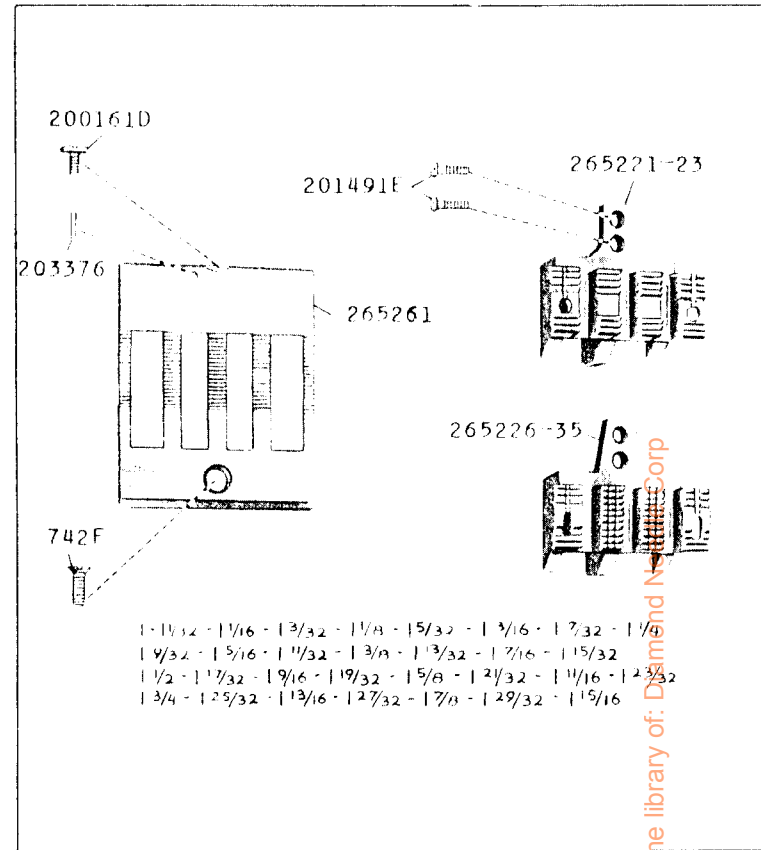 200161D
265221-23
201491E
203376
265261
265226-35
742F
1-1 1/32 - 1 1/16 - 1 3/32 - 1 1/8 - 1 5/32 - 1 3/16 - 1 7/32 - 1 1/4
1 9/32 - 1 5/16 - 1 11/32 - 1 3/8 - 1 13/32 - 1 7/16 - 1 15/32
1 1/2 - 1 17/32 - 1 9/16 - 1 19/32 - 1 5/8 - 1 21/32 - 1 11/16 - 1 23/32
1 3/4 - 1 25/32 - 1 13/16 - 1 27/32 - 1 7/8 - 1 29/32 - 1 15/16
he library of: Diamond Needle Corp